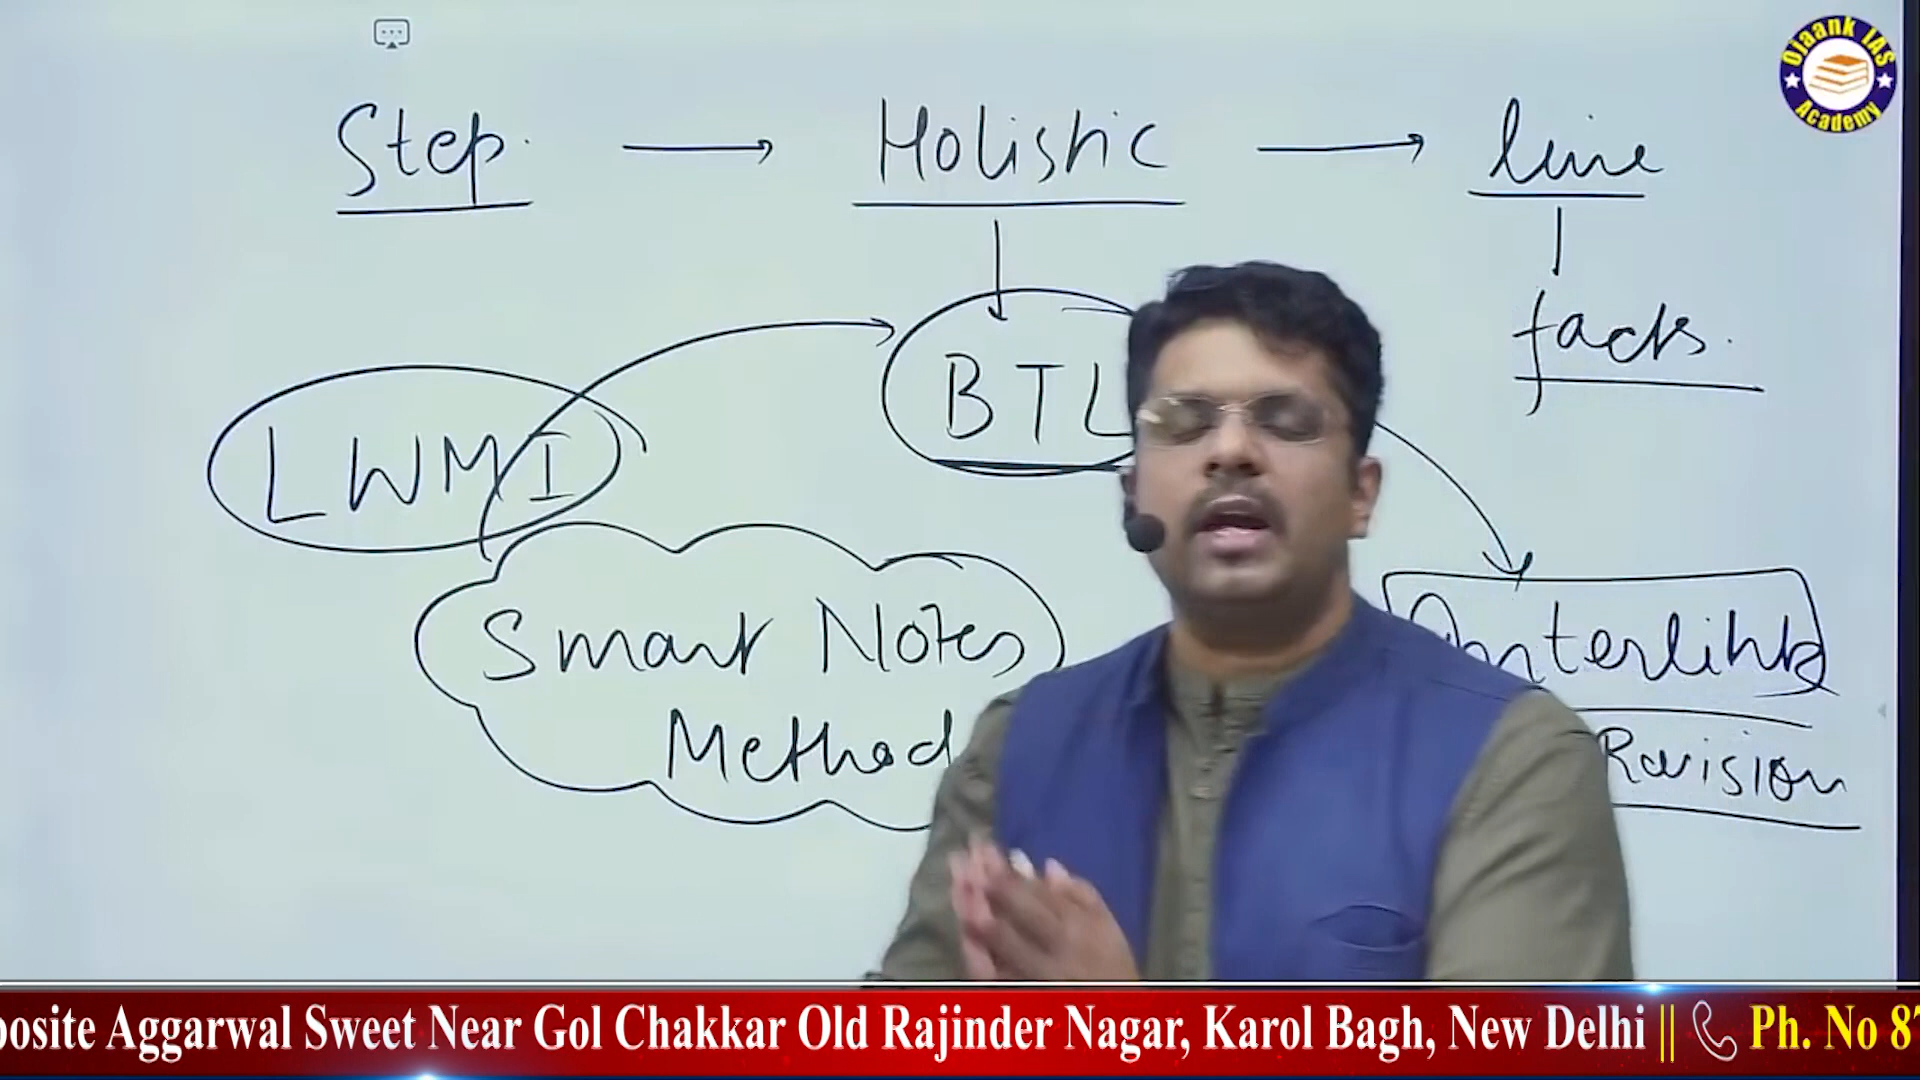 Ojaank IAS
Academy
Step. → Holistic → line
facts.
BTL
LWMI
Smart Notes
Method
Interlink
Revision
posite Aggarwal Sweet Near Gol Chakkar Old Rajinder Nagar, Karol Bagh, New Delhi || Ph. No 87